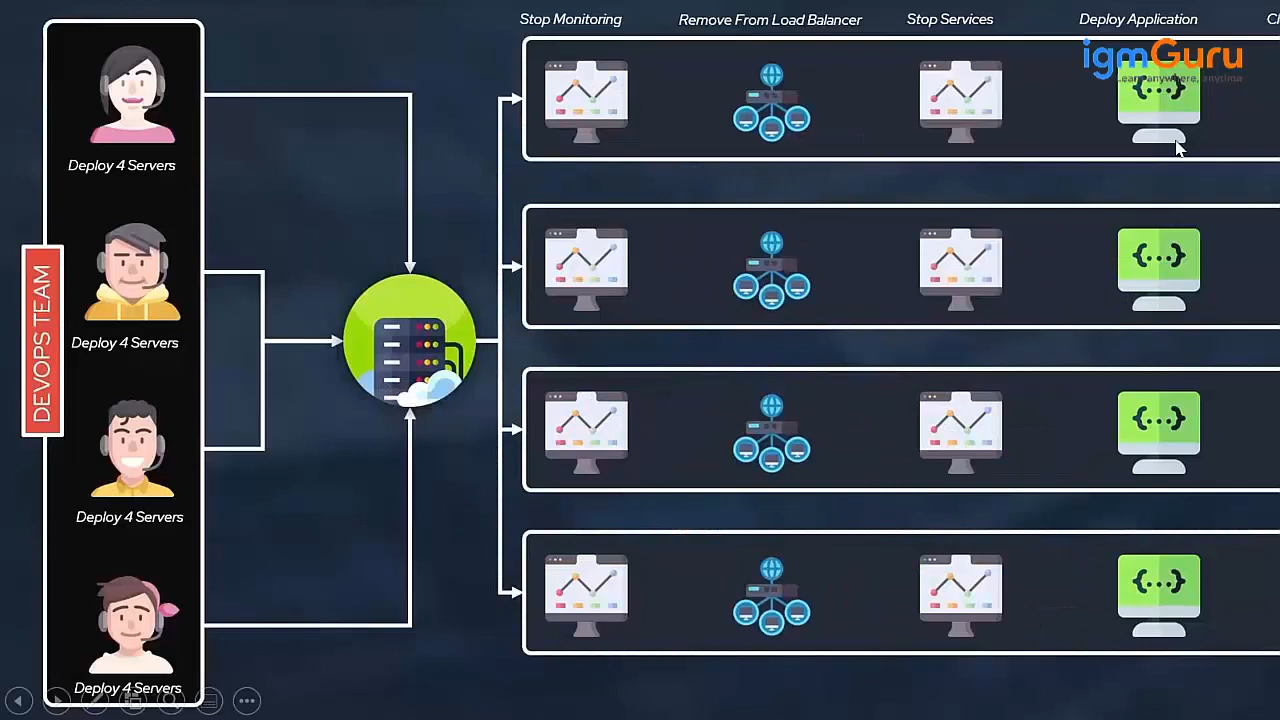 Stop Monitoring
Remove From Load Balancer
Stop Services
Deploy Application
igmGuru
Learn anywhere, anytime
{...}
Deploy 4 Servers
{...}
DEVOPS TEAM
Deploy 4 Servers
{...}
Deploy 4 Servers
{...}
Deploy 4 Servers